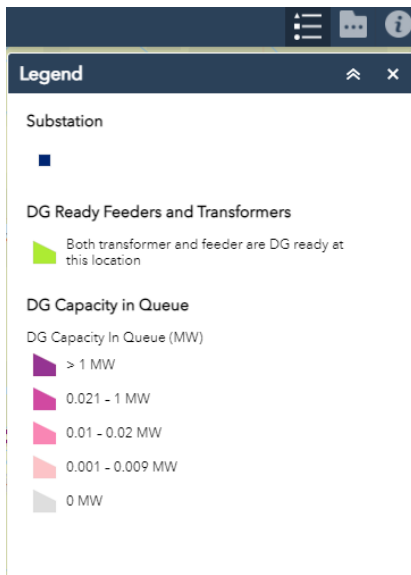 Legend
Substation
DG Ready Feeders and Transformers
Both transformer and feeder are DG ready at
this location
DG Capacity in Queue
DG Capacity In Queue (MW)
> 1 MW
0.021 - 1 MW
0.01 - 0.02 MW
0.001 - 0.009 MW
0 MW